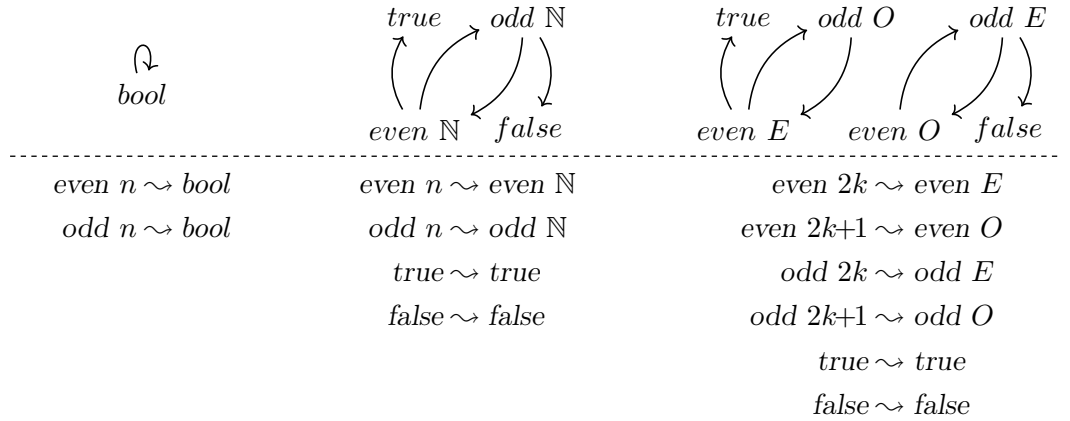 true odd ℕ true odd O odd E
bool
even ℕ false even E even O false
even n ⤳ bool even n ⤳ even ℕ even 2k ⤳ even E
odd n ⤳ bool odd n ⤳ odd ℕ even 2k+1 ⤳ even O
true ⤳ true odd 2k ⤳ odd E
false ⤳ false odd 2k+1 ⤳ odd O
true ⤳ true
false ⤳ false